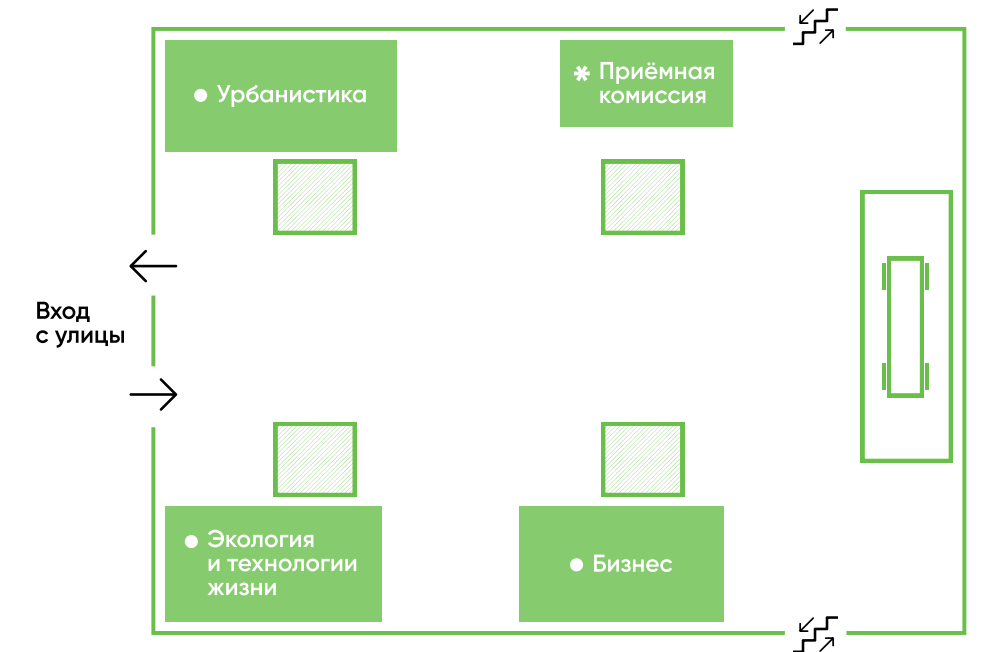 Урбанистика
Приёмная
комиссия
Вход
с улицы
Экология
и технологии
жизни
Бизнес